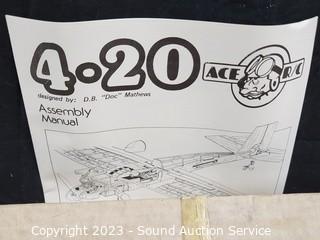 4•20
ACE R/C
designed by: D.B. "Doc" Mathews
Assembly
Manual
Copyright 2023 - Sound Auction Service